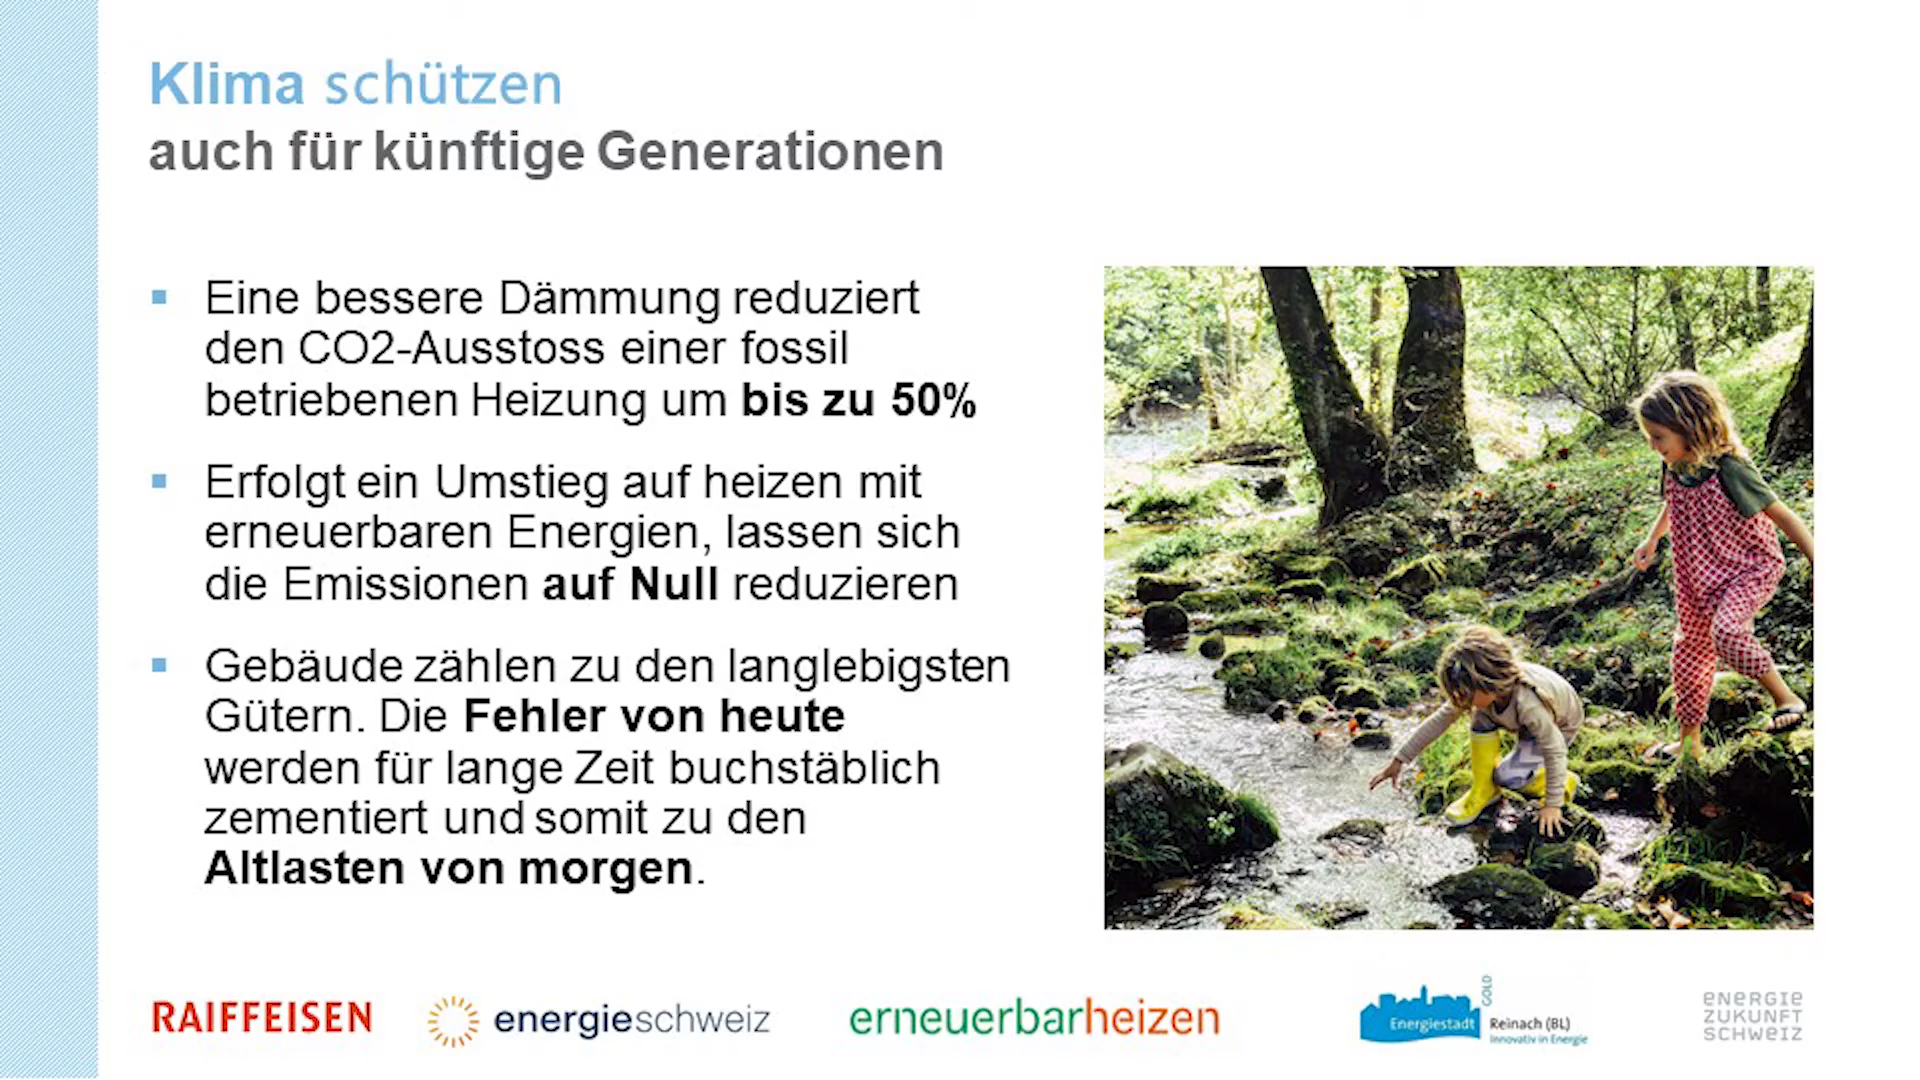 Klima schützen
auch für künftige Generationen
Eine bessere Dämmung reduziert
den CO2-Ausstoss einer fossil
betriebenen Heizung um bis zu 50%
Erfolgt ein Umstieg auf heizen mit
erneuerbaren Energien, lassen sich
die Emissionen auf Null reduzieren
Gebäude zählen zu den langlebigsten
Gütern. Die Fehler von heute
werden für lange Zeit buchstäblich
zementiert und somit zu den
Altlasten von morgen.
RAIFFEISEN
energieschweiz
erneuerbarheizen
Energiestadt
GOLD
Reinach (BL)
Innovativ in Energie
ENERGIE
ZUKUNFT
SCHWEIZ